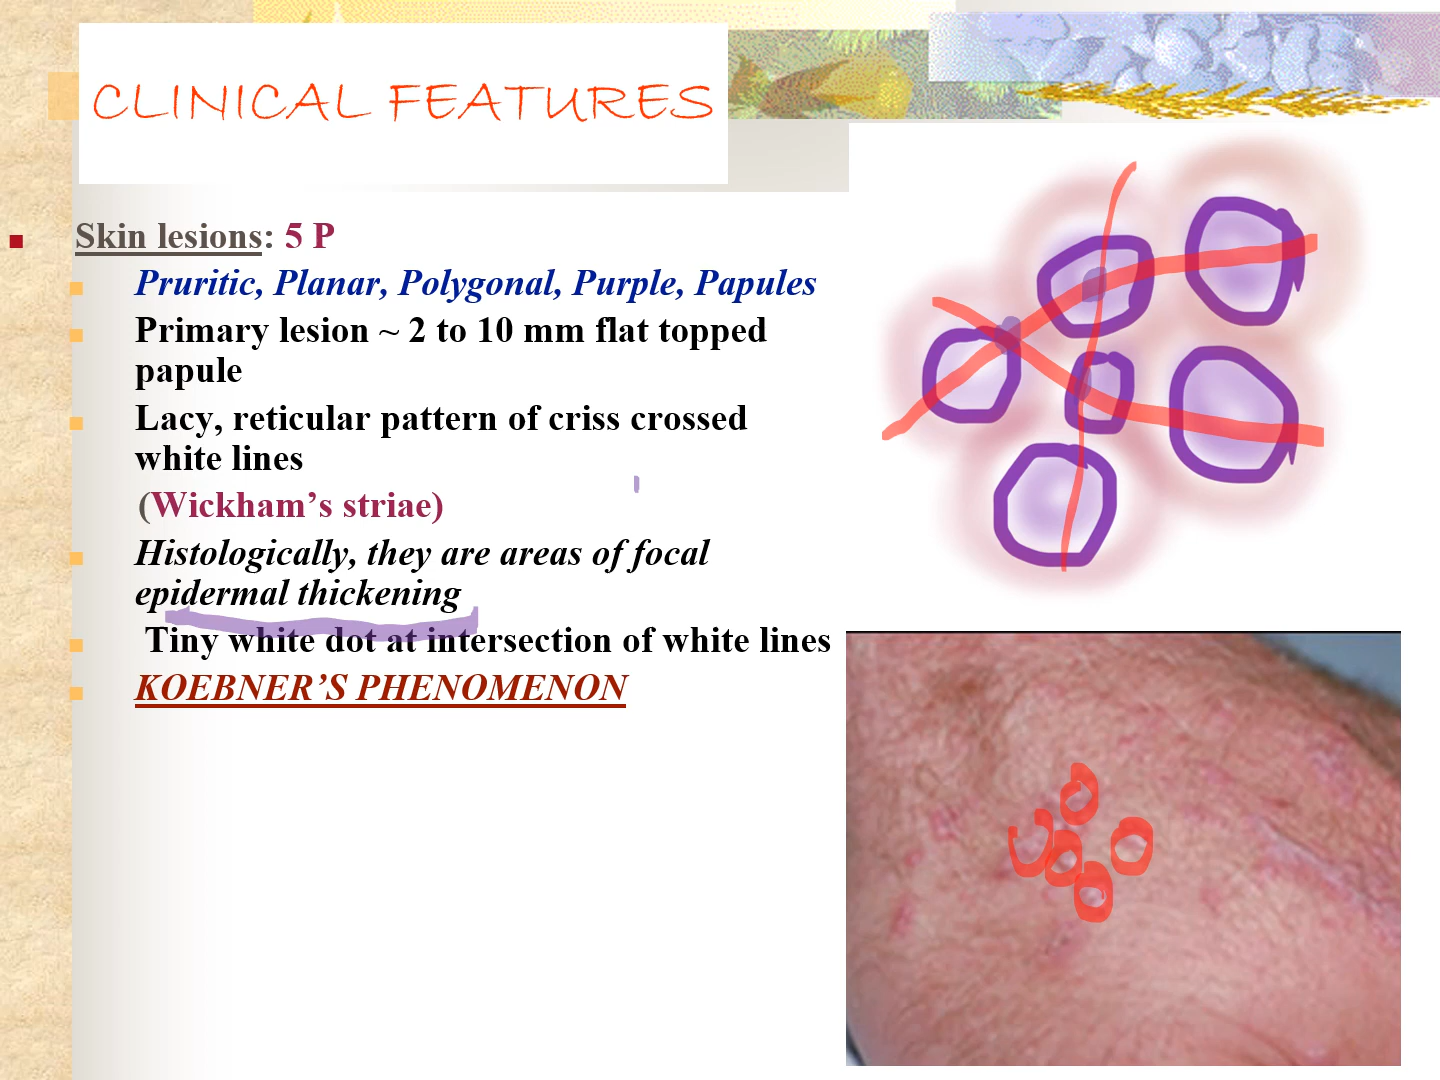 CLINICAL FEATURES
Skin lesions: 5 P
Pruritic, Planar, Polygonal, Purple, Papules
Primary lesion ~ 2 to 10 mm flat topped
papule
Lacy, reticular pattern of criss crossed
white lines
(Wickham’s striae)
Histologically, they are areas of focal
epidermal thickening
Tiny white dot at intersection of white lines
KOEBNER’S PHENOMENON